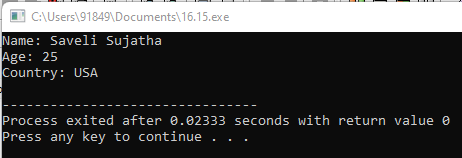 C:\Users\91849\Documents\16.15.exe
Name: Saveli Sujatha
Age: 25
Country: USA
--------------------------------
Process exited after 0.02333 seconds with return value 0
Press any key to continue . . .